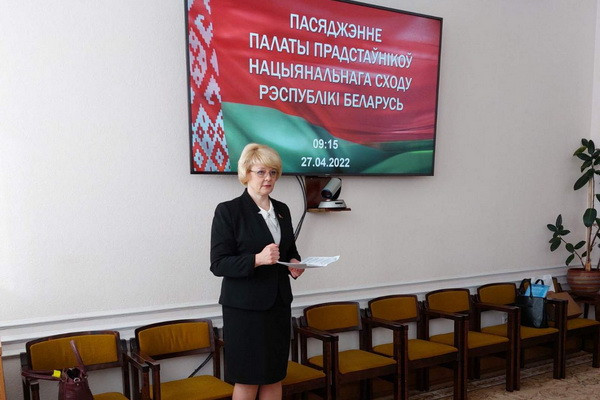 ПАСЯДЖЭННЕ
ПАЛАТЫ ПРАДСТАЎНІКОЎ
НАЦЫЯНАЛЬНАГА СХОДУ
РЭСПУБЛІКІ БЕЛАРУСЬ
09:15
27.04.2022